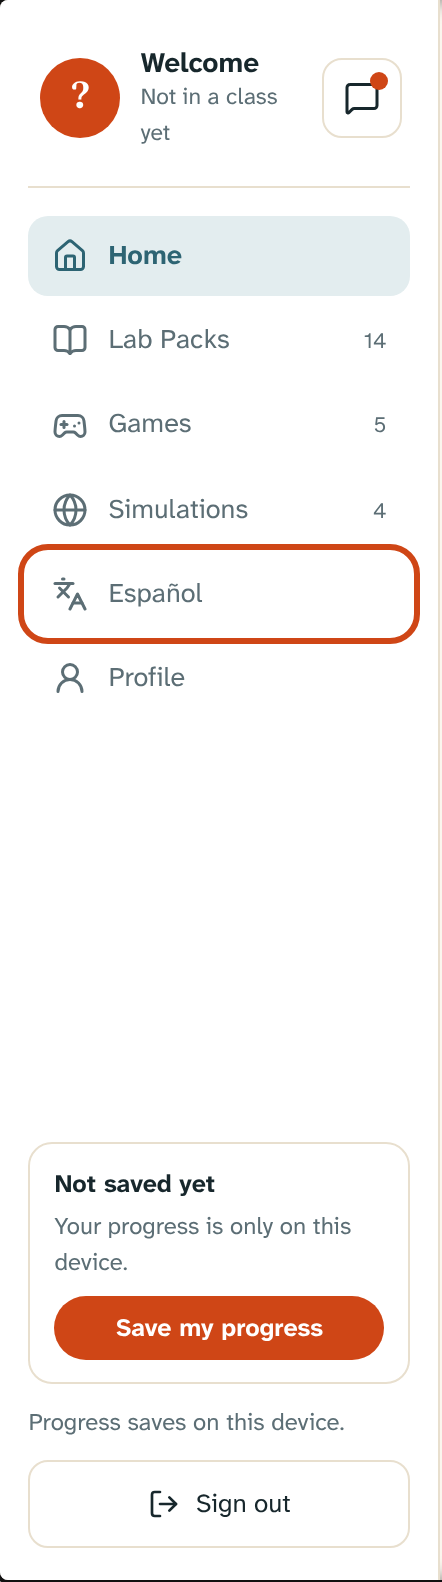 ?
Welcome
Not in a class
yet
Home
Lab Packs 14
Games 5
Simulations 4
Español
Profile
Not saved yet
Your progress is only on this
device.
Save my progress
Progress saves on this device.
Sign out